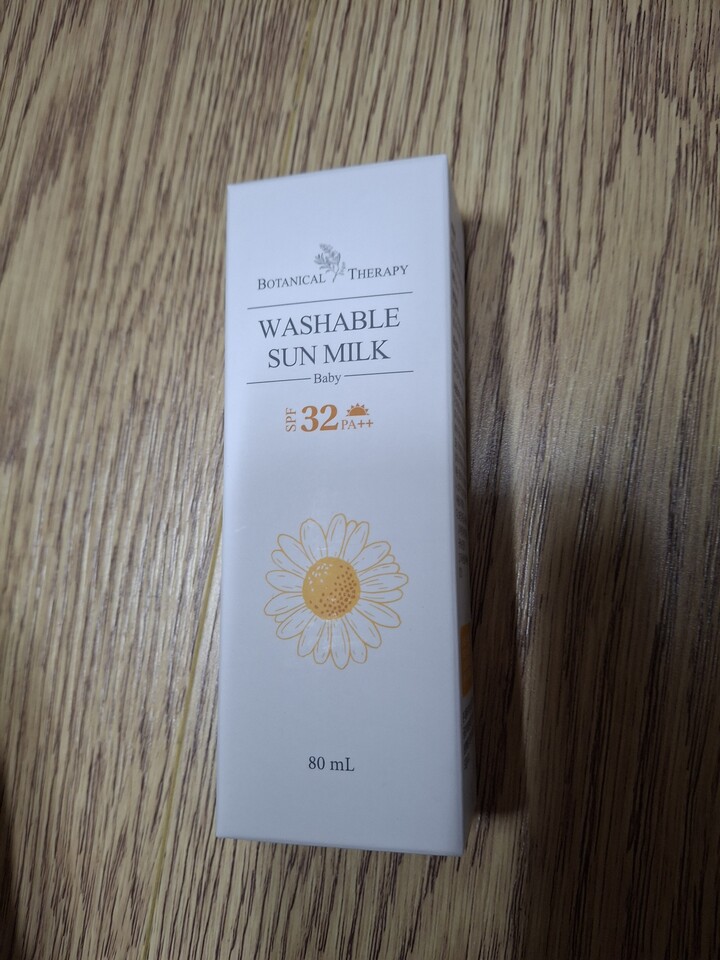 BOTANICAL THERAPY
WASHABLE
SUN MILK
Baby
SPF 32 PA++
80 mL